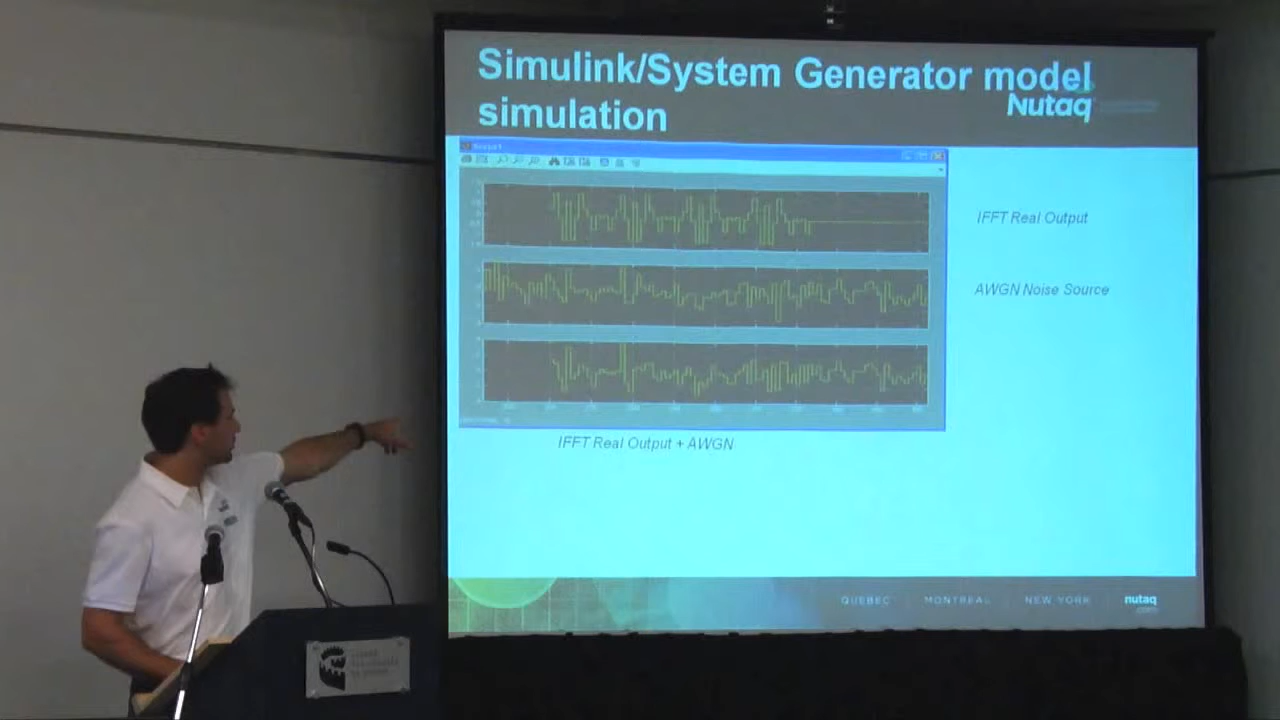 Simulink/System Generator model
simulation
Nutaq
IFFT Real Output
AWGN Noise Source
IFFT Real Output + AWGN
QUEBEC
MONTREAL
NEW YORK
nutaq